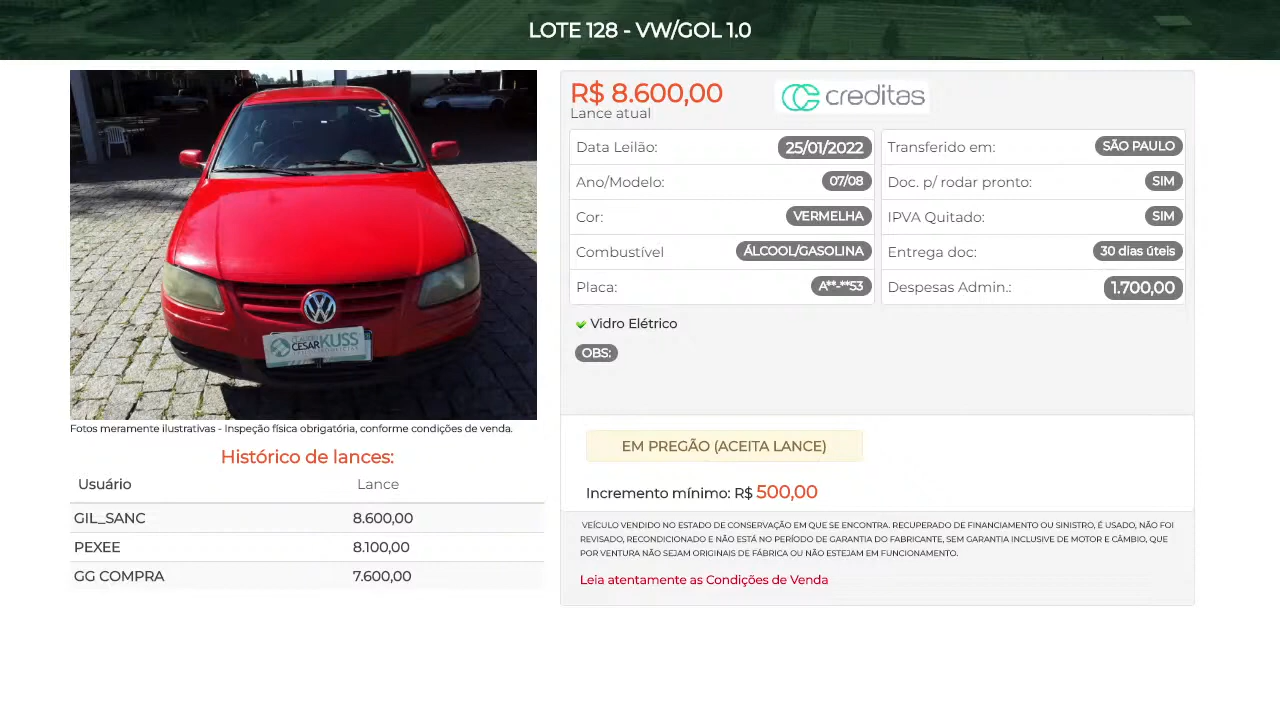 LOTE 128 - VW/GOL 1.0
R$ 8.600,00
Lance atual
creditas
Data Leilão: 25/01/2022
Ano/Modelo: 07/08
Cor: VERMELHA
Combustível ÁLCOOL/GASOLINA
Placa: A**-**S3
Transferido em: SÃO PAULO
Doc. p/ rodar pronto: SIM
IPVA Quitado: SIM
Entrega doc: 30 dias úteis
Despesas Admin.: 1.700,00
Vidro Elétrico
OBS:
CESAR KUSS
Fotos meramente ilustrativas - Inspeção física obrigatória, conforme condições de venda.
Histórico de lances:
Usuário Lance
GIL_SANC 8.600,00
PEXEE 8.100,00
GG COMPRA 7.600,00
EM PREGÃO (ACEITA LANCE)
Incremento mínimo: R$ 500,00
VEÍCULO VENDIDO NO ESTADO DE CONSERVAÇÃO EM QUE SE ENCONTRA. RECUPERADO DE FINANCIAMENTO OU SINISTRO, É USADO, NÃO FOI
REVISADO, RECONDICIONADO E NÃO ESTÁ NO PERÍODO DE GARANTIA DO FABRICANTE, SEM GARANTIA INCLUSIVE DE MOTOR E CÂMBIO, QUE
POR VENTURA NÃO SEJAM ORIGINAIS DE FÁBRICA OU NÃO ESTEJAM EM FUNCIONAMENTO.
Leia atentamente as Condições de Venda